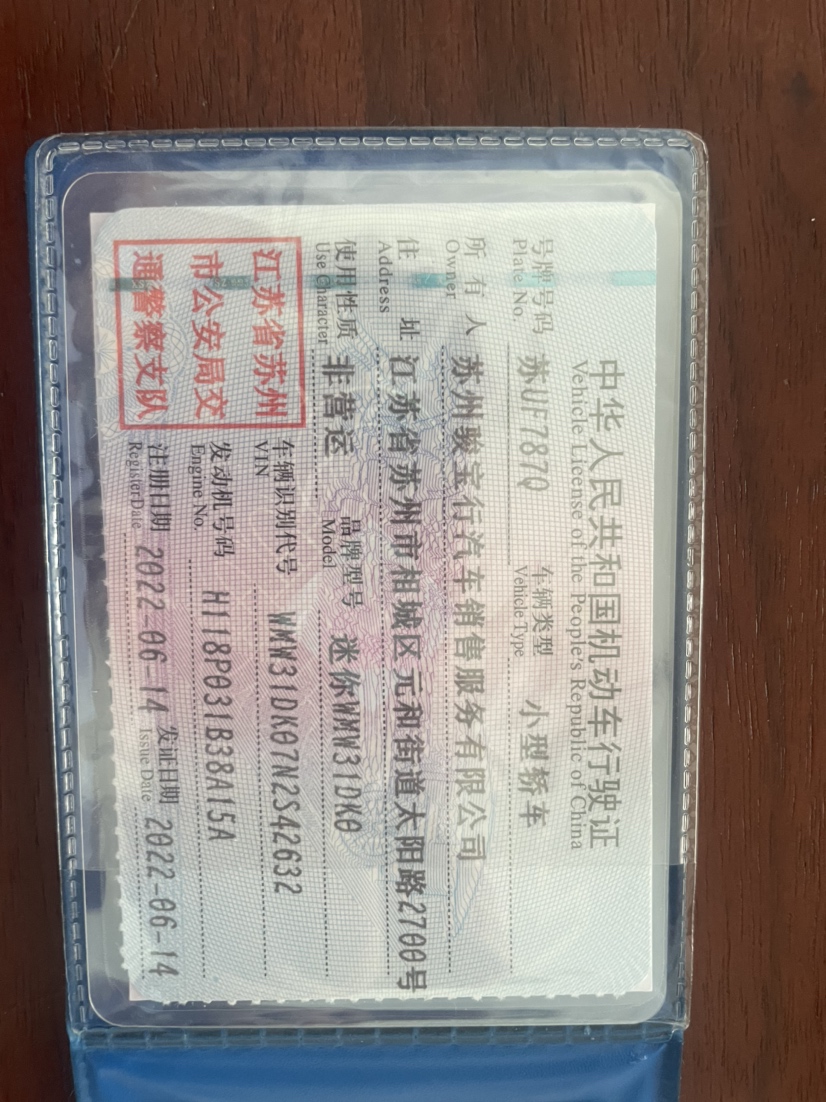 中华人民共和国机动车行驶证
Vehicle License of the People's Republic of China
号牌号码 苏UF787Q 车辆类型 小型轿车
Plate No. Vehicle Type
所有人 苏州骏宝行汽车销售服务有限公司
Owner
住址 江苏省苏州市相城区元和街道太阳路2700号
Address
使用性质 非营运 品牌型号 迷你WMW31DK0
Use Character Model
江苏省苏州
市公安局交
通警察支队
车辆识别代号 WMW31DK07N2S42632
VIN
发动机号码 H118P031B38A15A
Engine No.
注册日期 2022-06-14 发证日期 2022-06-14
Register Date Issue Date